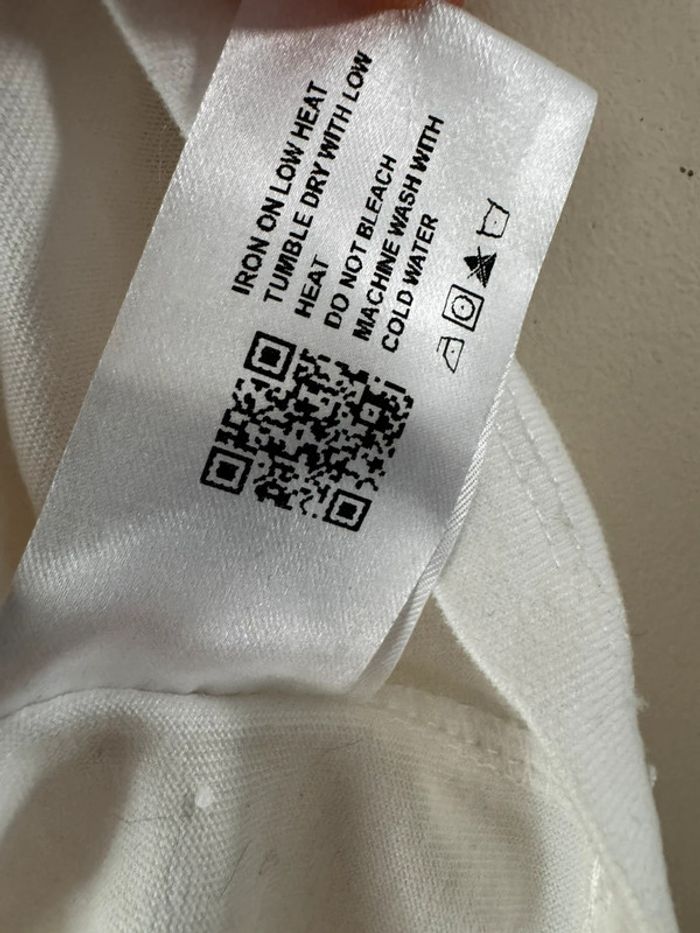 IRON ON LOW HEAT
TUMBLE DRY WITH LOW
HEAT
DO NOT BLEACH
MACHINE WASH WITH
COLD WATER